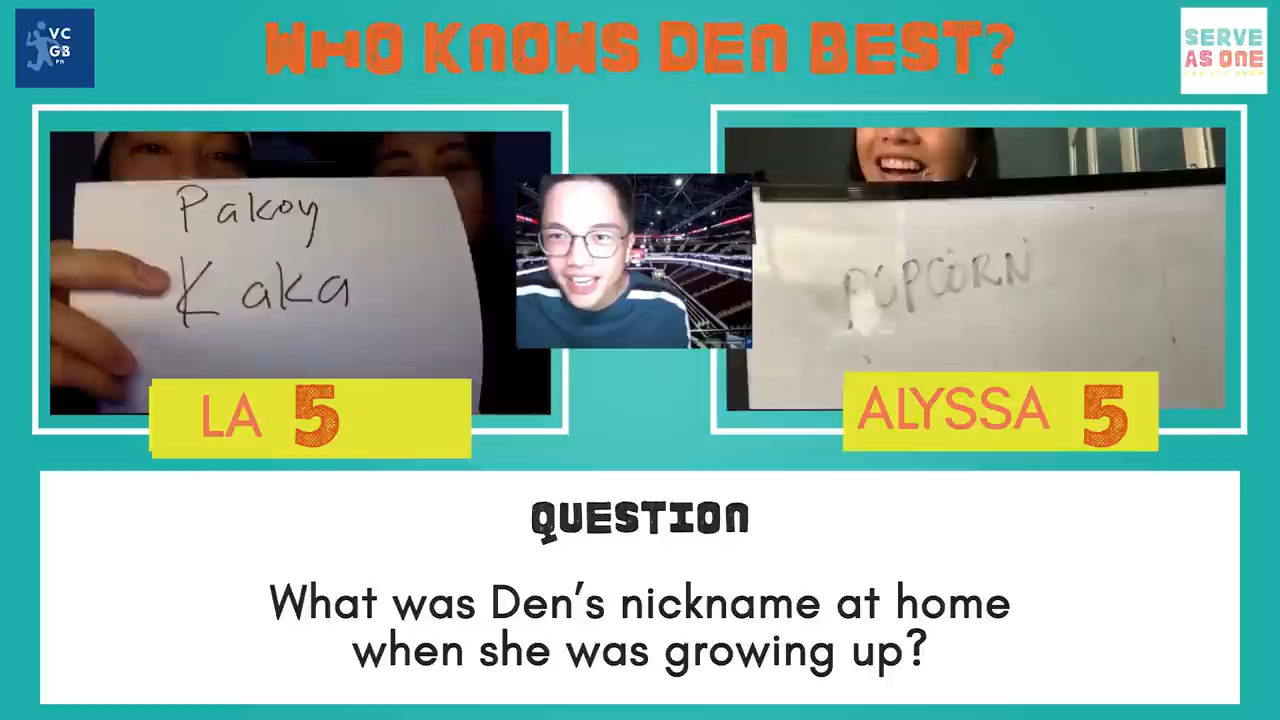 VC
GB
PH
WHO KNOWS DEN BEST?
SERVE
AS ONE
Pakoy
Kaka
POPCORN
LA 5
ALYSSA 5
QUESTION
What was Den's nickname at home
when she was growing up?